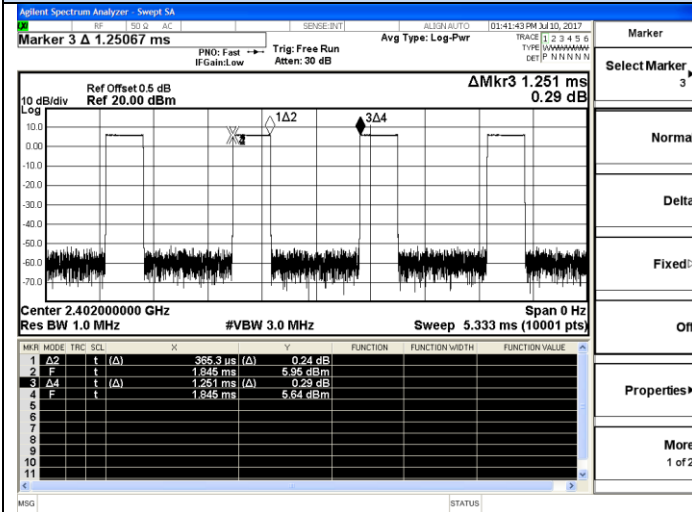 Agilent Spectrum Analyzer - Swept SA
RF 50 Ω AC SENSE:INT ALIGN AUTO 01:41:43 PM Jul 10, 2017
Marker 3 Δ 1.25067 ms
PNO: Fast
IFGain:Low
Trig: Free Run
Atten: 30 dB
Avg Type: Log-Pwr
TRACE 1 2 3 4 5 6
TYPE
DET P N N N N N
Ref Offset 0.5 dB
Ref 20.00 dBm
ΔMkr3 1.251 ms
0.29 dB
10 dB/div
Log
10.0
0.00
-10.0
-20.0
-30.0
-40.0
-50.0
-60.0
-70.0
1Δ2
3Δ4
Center 2.402000000 GHz Span 0 Hz
Res BW 1.0 MHz #VBW 3.0 MHz Sweep 5.333 ms (10001 pts)
MKR MODE TRC SCL X Y FUNCTION FUNCTION WIDTH FUNCTION VALUE
1 Δ2 t (Δ) 365.3 µs (Δ) 0.24 dB
2 F t 1.845 ms 5.95 dBm
3 Δ4 t (Δ) 1.251 ms (Δ) 0.29 dB
4 F t 1.845 ms 5.64 dBm
5
6
7
8
9
10
11
MSG STATUS
Marker
Select Marker
3
Norma
Delta
Fixed
Of
Properties
More
1 of 2